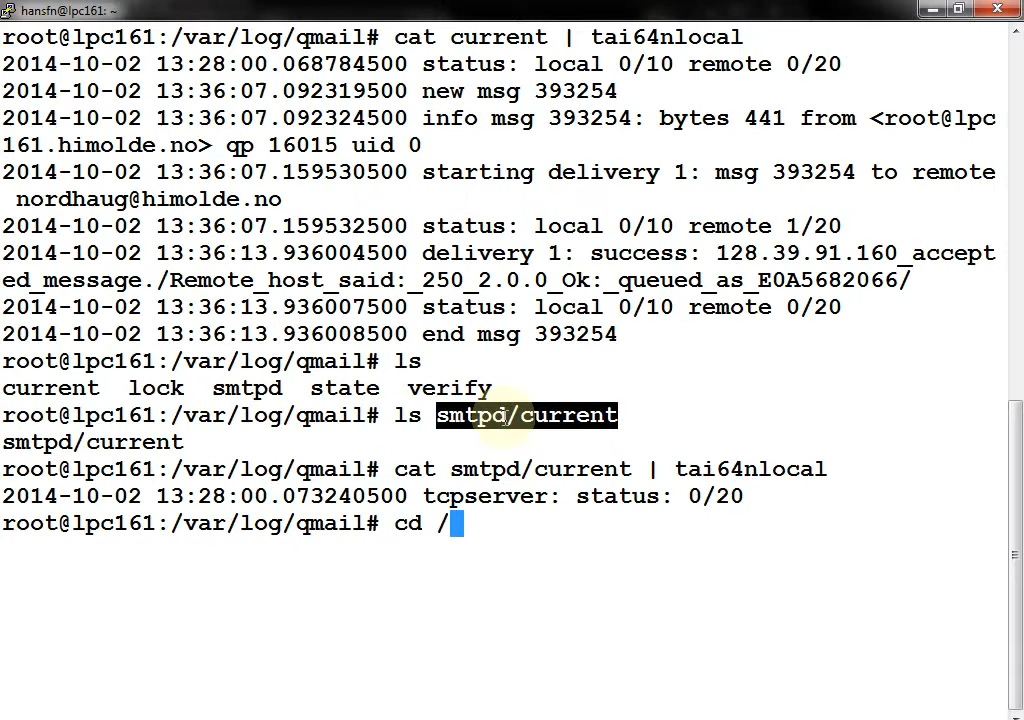 hansfn@lpc161: ~
root@lpc161:/var/log/qmail# cat current | tai64nlocal
2014-10-02 13:28:00.068784500 status: local 0/10 remote 0/20
2014-10-02 13:36:07.092319500 new msg 393254
2014-10-02 13:36:07.092324500 info msg 393254: bytes 441 from <root@lpc
161.himolde.no> qp 16015 uid 0
2014-10-02 13:36:07.159530500 starting delivery 1: msg 393254 to remote
 nordhaug@himolde.no
2014-10-02 13:36:07.159532500 status: local 0/10 remote 1/20
2014-10-02 13:36:13.936004500 delivery 1: success: 128.39.91.160_accept
ed_message./Remote_host_said:_250_2.0.0_Ok:_queued_as_E0A5682066/
2014-10-02 13:36:13.936007500 status: local 0/10 remote 0/20
2014-10-02 13:36:13.936008500 end msg 393254
root@lpc161:/var/log/qmail# ls
current  lock  smtpd  state  verify
root@lpc161:/var/log/qmail# ls smtpd/current
smtpd/current
root@lpc161:/var/log/qmail# cat smtpd/current | tai64nlocal
2014-10-02 13:28:00.073240500 tcpserver: status: 0/20
root@lpc161:/var/log/qmail# cd /